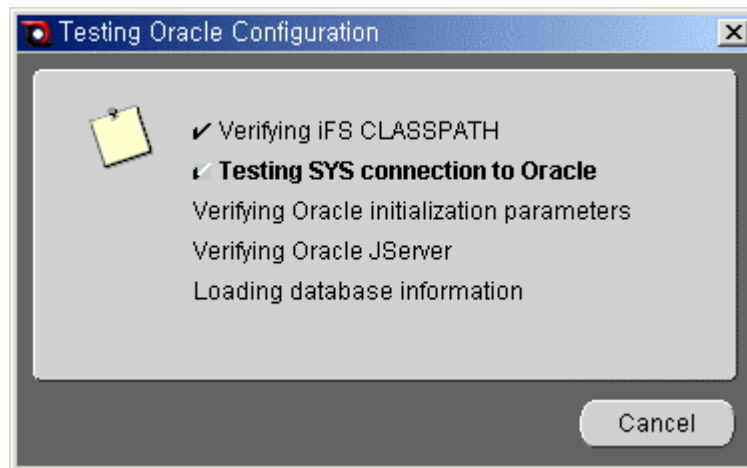 Testing Oracle Configuration
Verifying iFS CLASSPATH
Testing SYS connection to Oracle
Verifying Oracle initialization parameters
Verifying Oracle JServer
Loading database information
Cancel